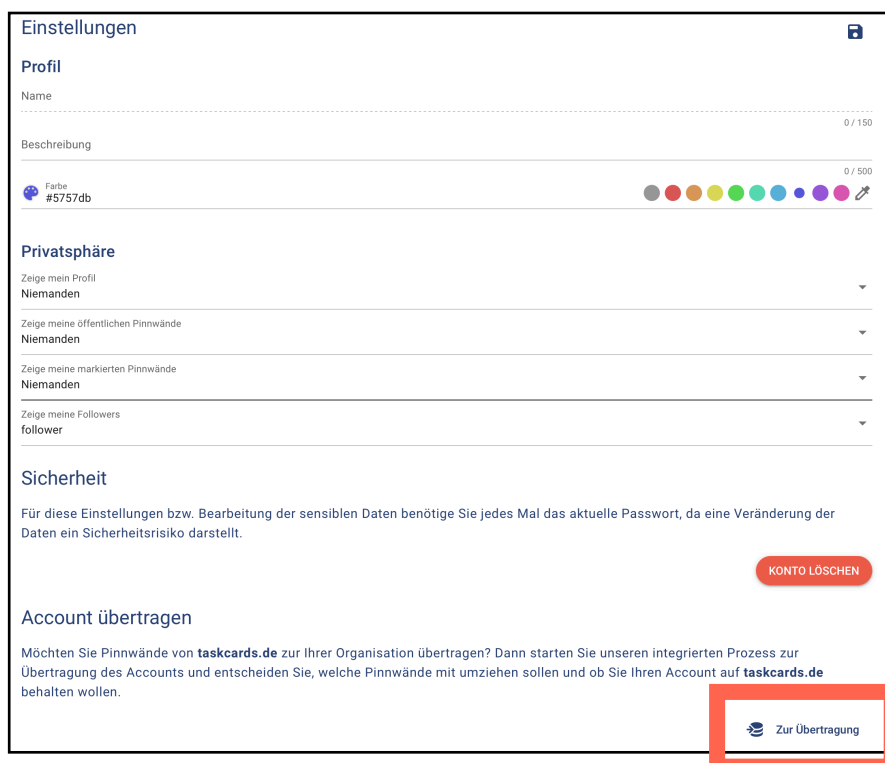 Einstellungen
Profil
Name
0 / 150
Beschreibung
0 / 500
Farbe
#5757db
Privatsphäre
Zeige mein Profil
Niemanden
Zeige meine öffentlichen Pinnwände
Niemanden
Zeige meine markierten Pinnwände
Niemanden
Zeige meine Followers
follower
Sicherheit
Für diese Einstellungen bzw. Bearbeitung der sensiblen Daten benötige Sie jedes Mal das aktuelle Passwort, da eine Veränderung der
Daten ein Sicherheitsrisiko darstellt.
KONTO LÖSCHEN
Account übertragen
Möchten Sie Pinnwände von taskcards.de zur Ihrer Organisation übertragen? Dann starten Sie unseren integrierten Prozess zur
Übertragung des Accounts und entscheiden Sie, welche Pinnwände mit umziehen sollen und ob Sie Ihren Account auf taskcards.de
behalten wollen.
Zur Übertragung